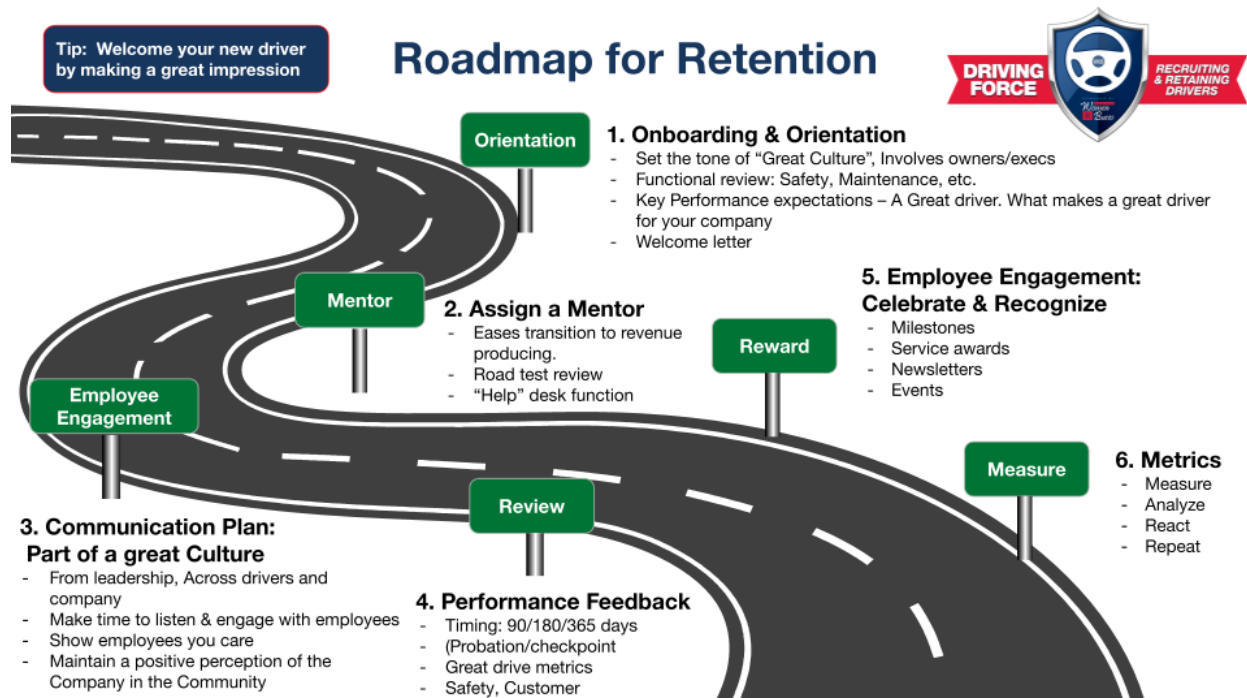 Tip: Welcome your new driver
by making a great impression
Roadmap for Retention
DRIVING
FORCE
RECRUITING
& RETAINING
DRIVERS
Women
Buses
Orientation
1. Onboarding & Orientation
- Set the tone of “Great Culture”, Involves owners/execs
- Functional review: Safety, Maintenance, etc.
- Key Performance expectations – A Great driver. What makes a great driver
for your company
- Welcome letter
Mentor
2. Assign a Mentor
- Eases transition to revenue
producing.
- Road test review
- “Help” desk function
Reward
5. Employee Engagement:
Celebrate & Recognize
- Milestones
- Service awards
- Newsletters
- Events
Employee
Engagement
3. Communication Plan:
Part of a great Culture
- From leadership, Across drivers and
company
- Make time to listen & engage with employees
- Show employees you care
- Maintain a positive perception of the
Company in the Community
Review
4. Performance Feedback
- Timing: 90/180/365 days
- (Probation/checkpoint
- Great drive metrics
- Safety, Customer
Measure
6. Metrics
- Measure
- Analyze
- React
- Repeat